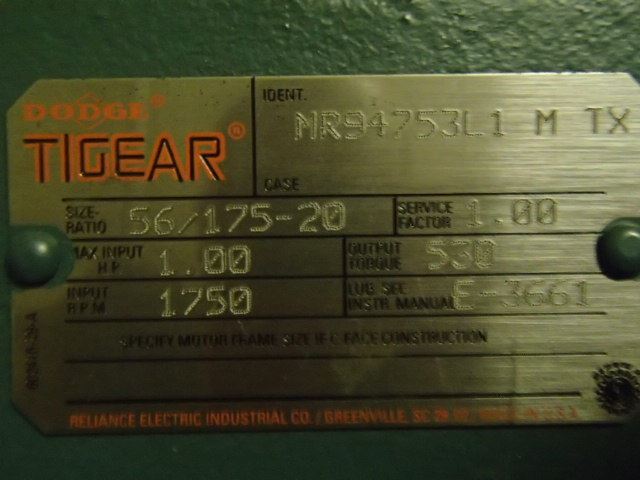 DODGE®
TIGEAR®
IDENT.
MR94753L1 M TX
CASE
SIZE-RATIO 56/175-20
SERVICE FACTOR 1.00
MAX INPUT H.P. 1.00
OUTPUT TORQUE 530
INPUT R.P.M 1750
LUB. SEE INSTR. MANUAL E-3661
SPECIFY MOTOR FRAME SIZE IF C-FACE CONSTRUCTION
RELIANCE ELECTRIC INDUSTRIAL CO. / GREENVILLE, SC 29 U.S.A.